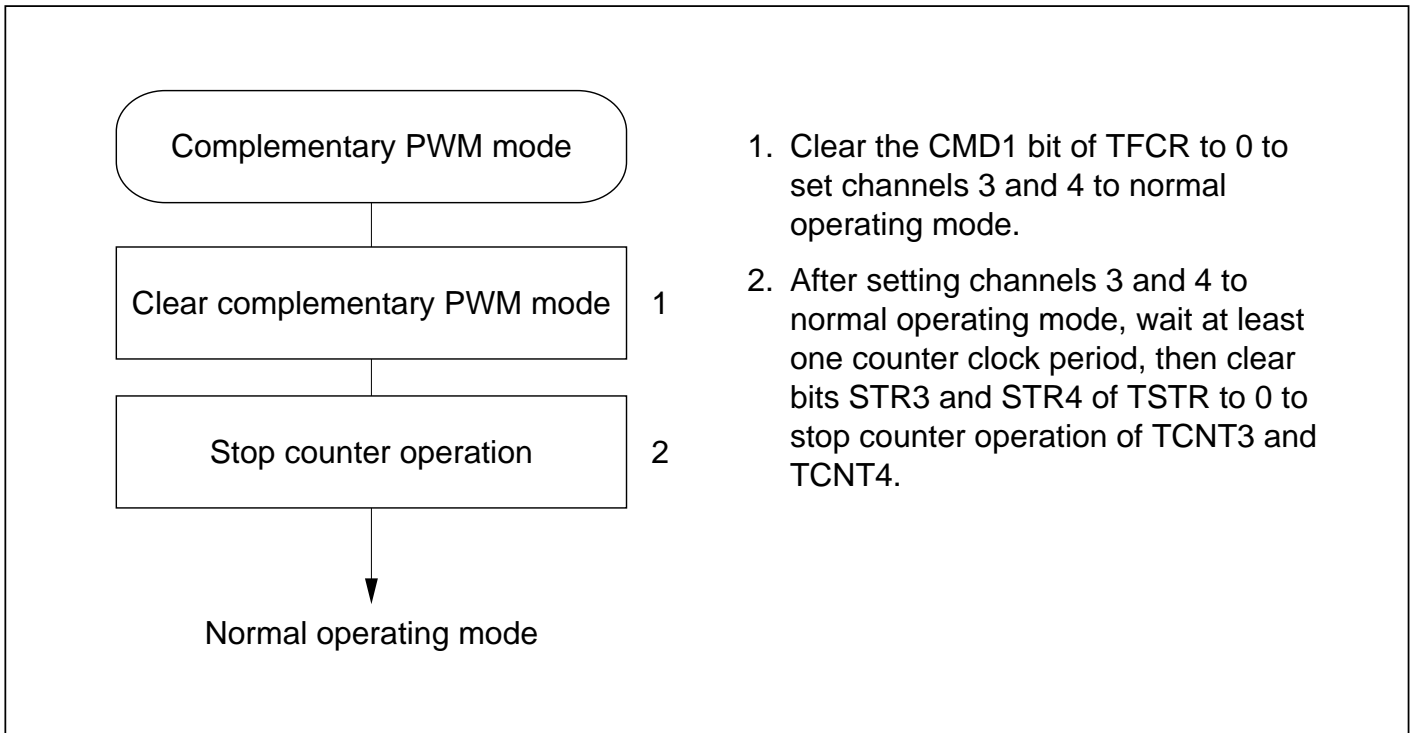 Complementary PWM mode
Clear complementary PWM mode 1
Stop counter operation 2
Normal operating mode
1. Clear the CMD1 bit of TFCR to 0 to
set channels 3 and 4 to normal
operating mode.
2. After setting channels 3 and 4 to
normal operating mode, wait at least
one counter clock period, then clear
bits STR3 and STR4 of TSTR to 0 to
stop counter operation of TCNT3 and
TCNT4.